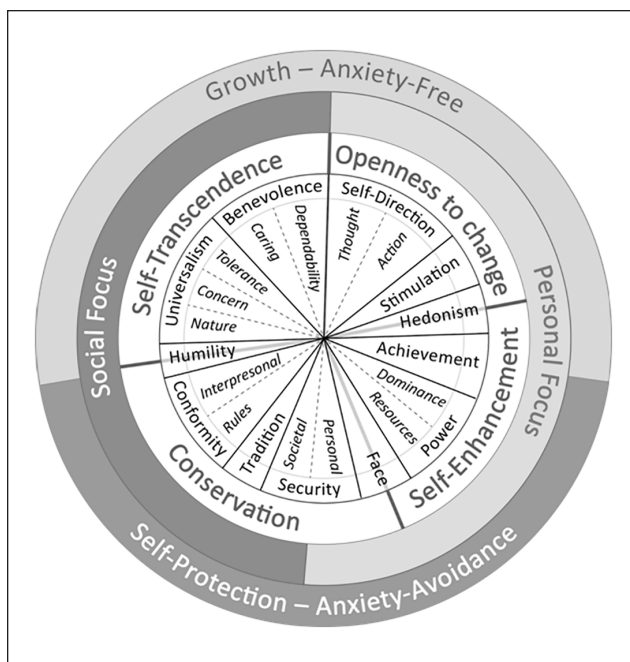 Growth – Anxiety-Free
Social Focus
Personal Focus
Self-Protection – Anxiety-Avoidance
Self-Transcendence
Openness to change
Self-Enhancement
Conservation
Benevolence
Caring
Dependability
Self-Direction
Thought
Action
Stimulation
Hedonism
Achievement
Dominance
Resources
Power
Face
Security
Personal
Societal
Tradition
Conformity
Rules
Interpresonal
Humility
Universalism
Nature
Concern
Tolerance